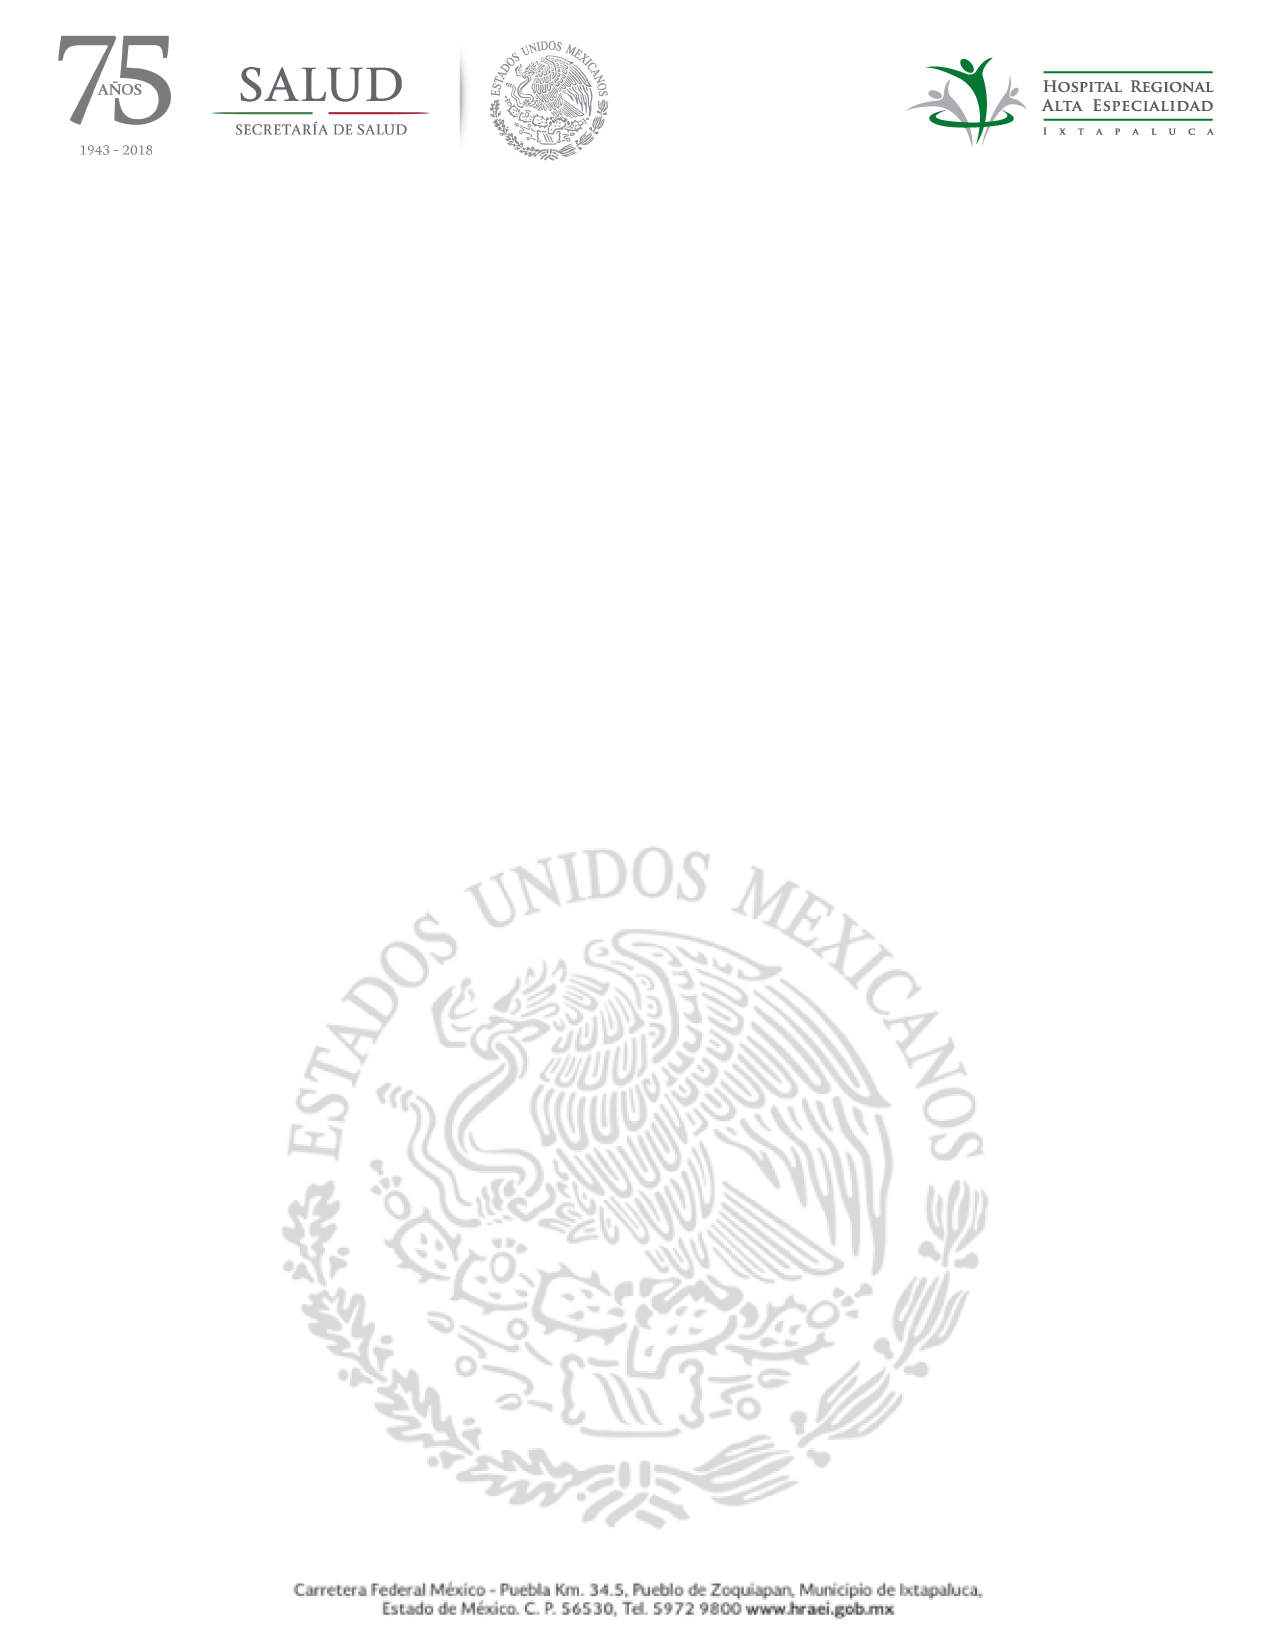 75
AÑOS
1943 - 2018
SALUD
SECRETARÍA DE SALUD
ESTADOS UNIDOS MEXICANOS
HOSPITAL REGIONAL
ALTA ESPECIALIDAD
IXTAPALUCA
ESTADOS UNIDOS MEXICANOS
Carretera Federal México - Puebla Km. 34.5, Pueblo de Zoquiapan, Municipio de Ixtapaluca,
Estado de México. C. P. 56530, Tel. 5972 9800 www.hraei.gob.mx